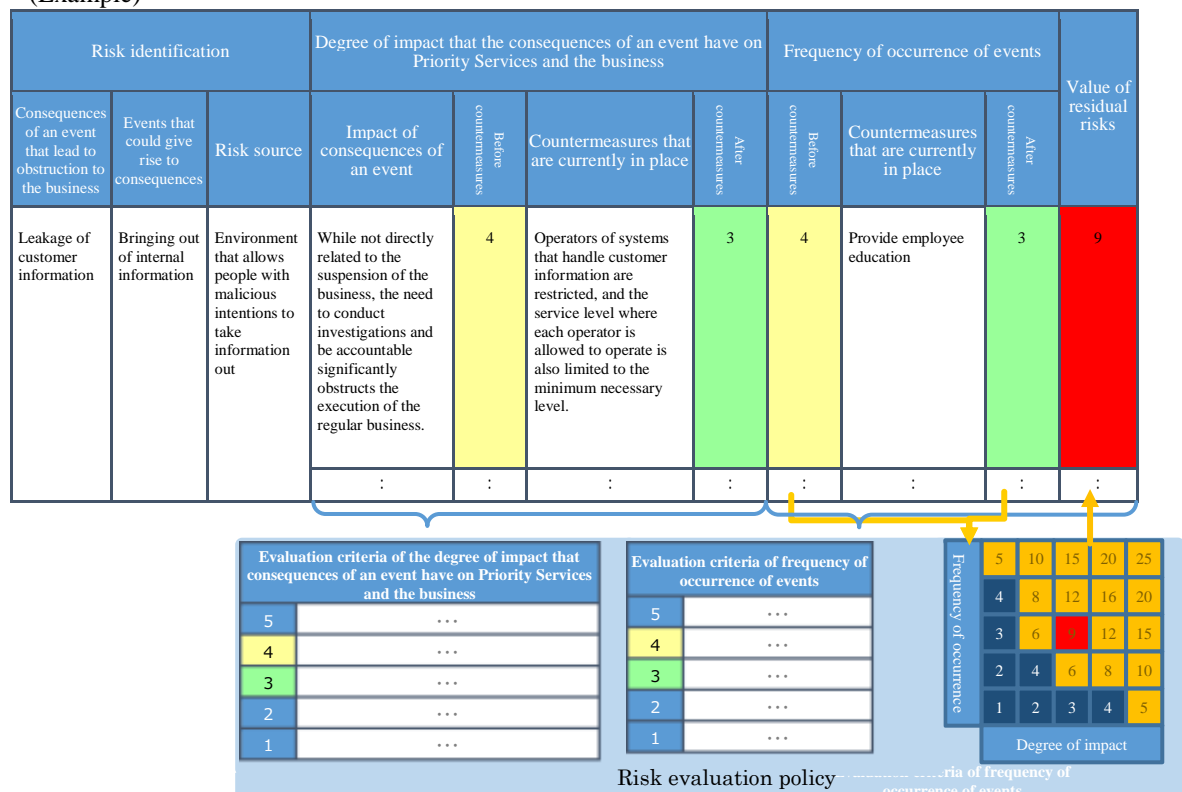 (Example)
Risk identification
Degree of impact that the consequences of an event have on
Priority Services and the business
Frequency of occurrence of events
Value of
residual
risks
Consequences
of an event
that lead to
obstruction to
the business
Events that
could give
rise to
consequences
Risk source
Impact of
consequences of
an event
Before
countermeasures
Countermeasures that
are currently in place
After
countermeasures
Before
countermeasures
Countermeasures
that are currently
in place
After
countermeasures
Leakage of
customer
information
Bringing out
of internal
information
Environment
that allows
people with
malicious
intentions to
take
information
out
While not directly
related to the
suspension of the
business, the need
to conduct
investigations and
be accountable
significantly
obstructs the
execution of the
regular business.
4
Operators of systems
that handle customer
information are
restricted, and the
service level where
each operator is
allowed to operate is
also limited to the
minimum necessary
level.
3
4
Provide employee
education
3
9
: : : : : : : :
Evaluation criteria of the degree of impact that
consequences of an event have on Priority Services
and the business
5 ...
4 ...
3 ...
2 ...
1 ...
Evaluation criteria of frequency of
occurrence of events
5 ...
4 ...
3 ...
2 ...
1 ...
Frequency of occurrence
5 10 15 20 25
4 8 12 16 20
3 6 9 12 15
2 4 6 8 10
1 2 3 4 5
Degree of impact
Risk evaluation policy
ria of frequency of
occurrence of events